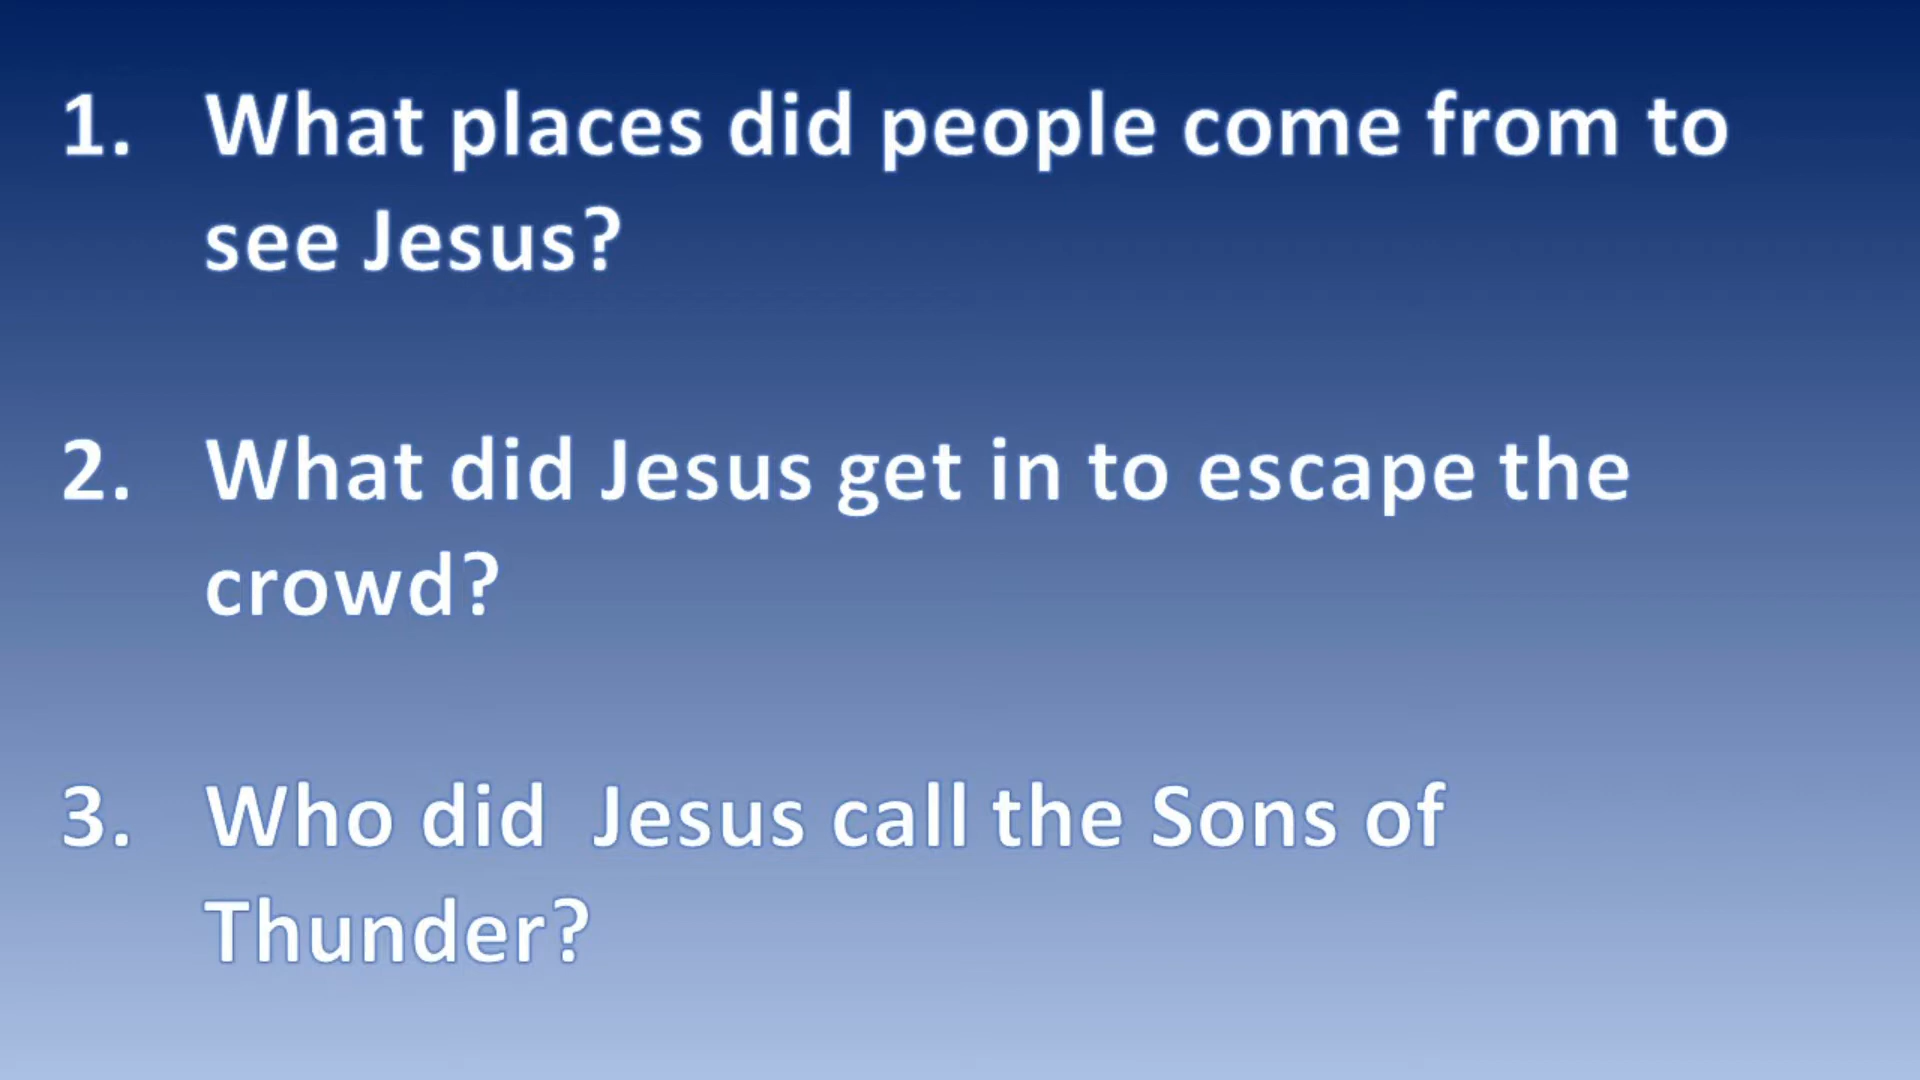 1. What places did people come from to
see Jesus?
2. What did Jesus get in to escape the
crowd?
3. Who did  Jesus call the Sons of
Thunder?